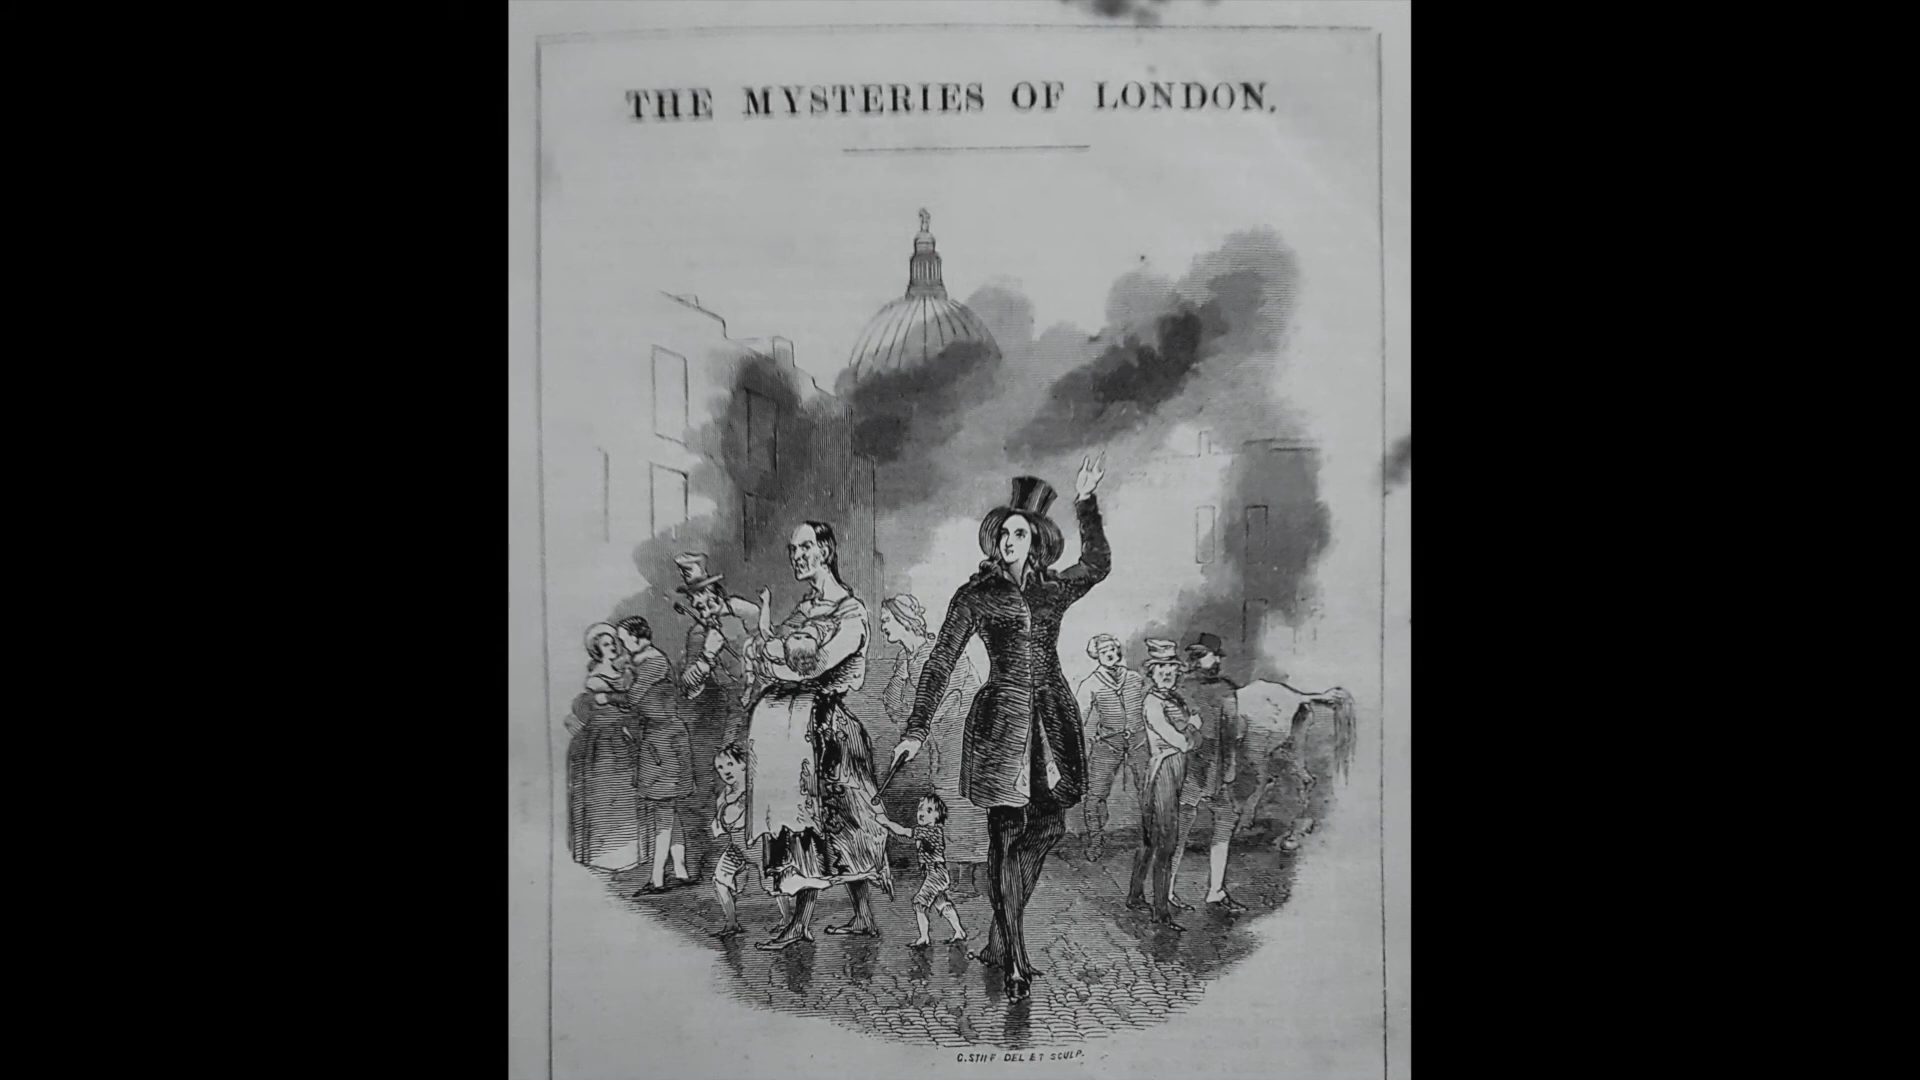 THE MYSTERIES OF LONDON.
G. STIFF DEL ET SCULP.